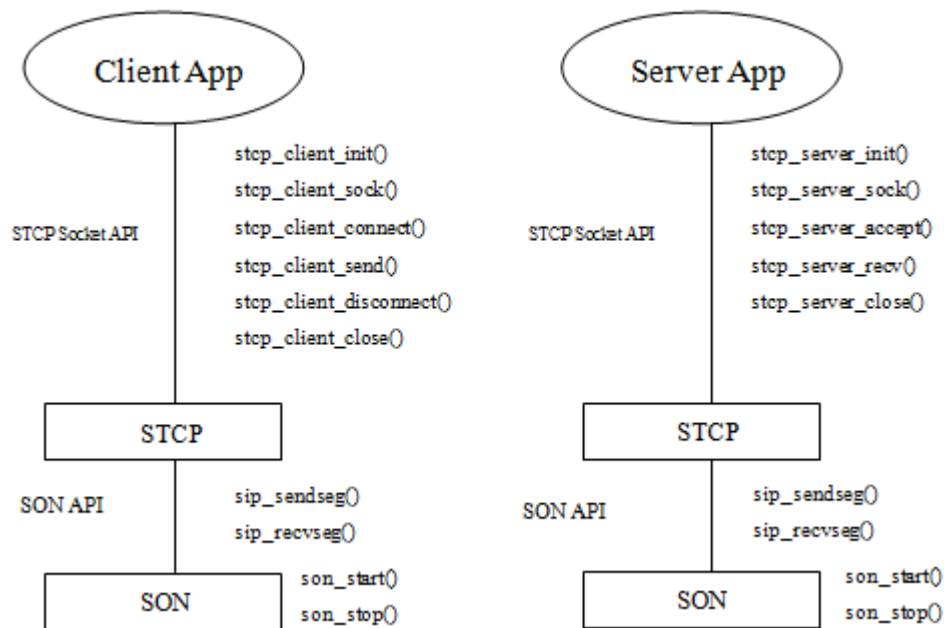 Client App
stcp_client_init()
stcp_client_sock()
STCP Socket API
stcp_client_connect()
stcp_client_send()
stcp_client_disconnect()
stcp_client_close()
STCP
SON API
sip_sendseg()
sip_recvseg()
SON
son_start()
son_stop()
Server App
stcp_server_init()
stcp_server_sock()
STCP Socket API
stcp_server_accept()
stcp_server_recv()
stcp_server_close()
STCP
SON API
sip_sendseg()
sip_recvseg()
SON
son_start()
son_stop()